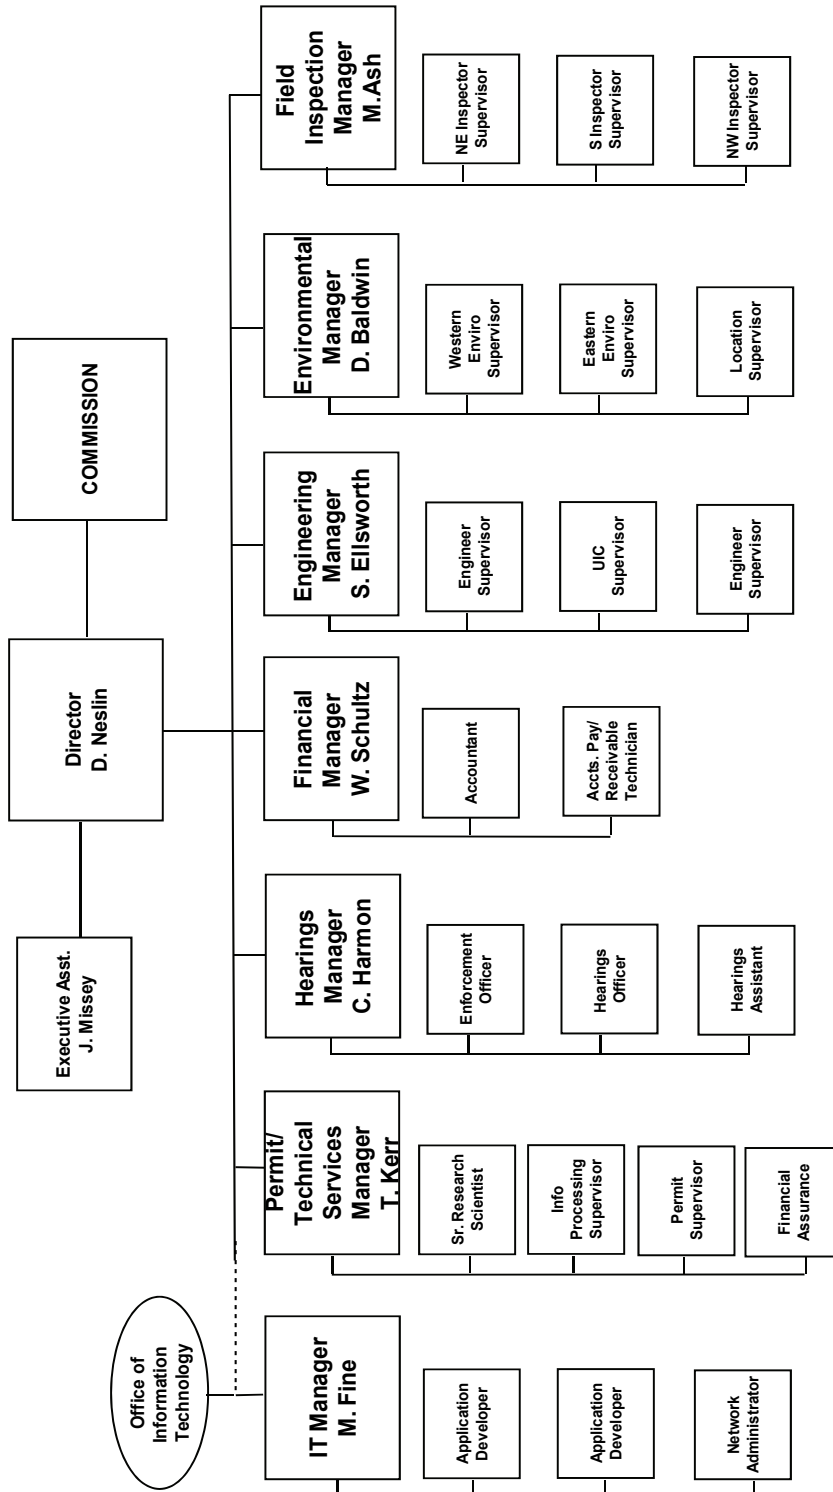 COMMISSION
Director
D. Neslin
Executive Asst.
J. Missey
Office of
Information
Technology
IT Manager
M. Fine
Application
Developer
Application
Developer
Network
Administrator
Permit/
Technical
Services
Manager
T. Kerr
Sr. Research
Scientist
Info
Processing
Supervisor
Permit
Supervisor
Financial
Assurance
Hearings
Manager
C. Harmon
Enforcement
Officer
Hearings
Officer
Hearings
Assistant
Financial
Manager
W. Schultz
Accountant
Accts. Pay/
Receivable
Technician
Engineering
Manager
S. Ellsworth
Engineer
Supervisor
UIC
Supervisor
Engineer
Supervisor
Environmental
Manager
D. Baldwin
Western
Enviro
Supervisor
Eastern
Enviro
Supervisor
Location
Supervisor
Field
Inspection
Manager
M.Ash
NE Inspector
Supervisor
S Inspector
Supervisor
NW Inspector
Supervisor